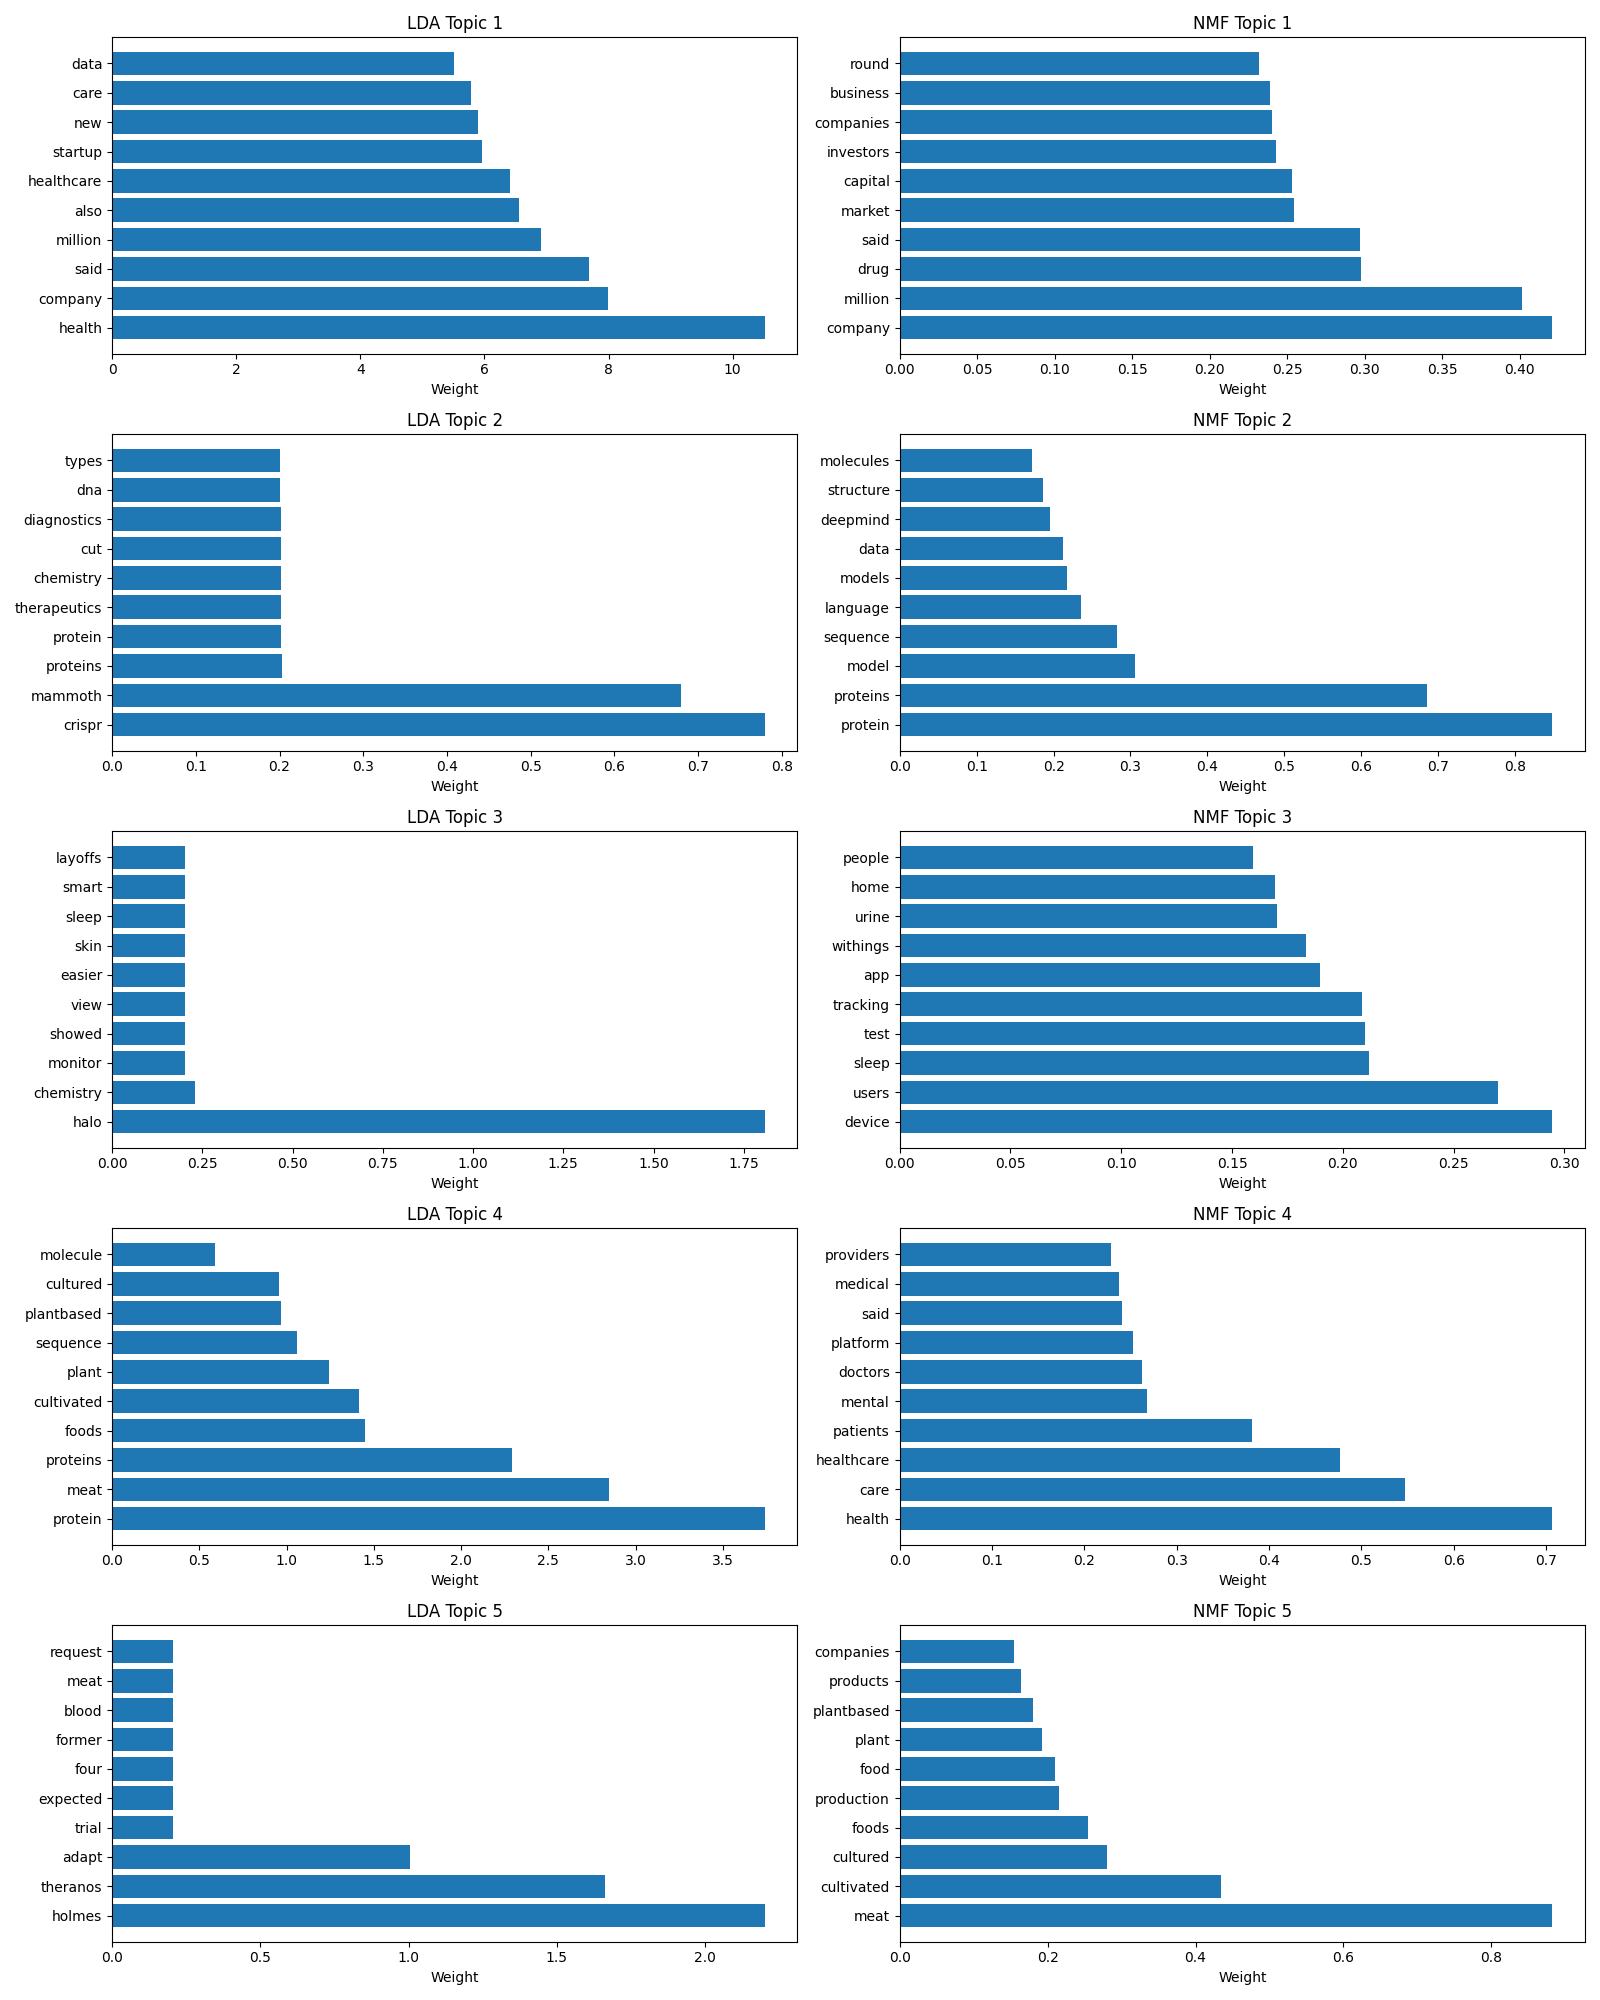 LDA Topic 1
data
care
new
startup
healthcare
also
million
said
company
health
0 2 4 6 8 10
Weight
NMF Topic 1
round
business
companies
investors
capital
market
said
drug
million
company
0.00 0.05 0.10 0.15 0.20 0.25 0.30 0.35 0.40
Weight
LDA Topic 2
types
dna
diagnostics
cut
chemistry
therapeutics
protein
proteins
mammoth
crispr
0.0 0.1 0.2 0.3 0.4 0.5 0.6 0.7 0.8
Weight
NMF Topic 2
molecules
structure
deepmind
data
models
language
sequence
model
proteins
protein
0.0 0.1 0.2 0.3 0.4 0.5 0.6 0.7 0.8
Weight
LDA Topic 3
layoffs
smart
sleep
skin
easier
view
showed
monitor
chemistry
halo
0.00 0.25 0.50 0.75 1.00 1.25 1.50 1.75
Weight
NMF Topic 3
people
home
urine
withings
app
tracking
test
sleep
users
device
0.00 0.05 0.10 0.15 0.20 0.25 0.30
Weight
LDA Topic 4
molecule
cultured
plantbased
sequence
plant
cultivated
foods
proteins
meat
protein
0.0 0.5 1.0 1.5 2.0 2.5 3.0 3.5
Weight
NMF Topic 4
providers
medical
said
platform
doctors
mental
patients
healthcare
care
health
0.0 0.1 0.2 0.3 0.4 0.5 0.6 0.7
Weight
LDA Topic 5
request
meat
blood
former
four
expected
trial
adapt
theranos
holmes
0.0 0.5 1.0 1.5 2.0
Weight
NMF Topic 5
companies
products
plantbased
plant
food
production
foods
cultured
cultivated
meat
0.0 0.2 0.4 0.6 0.8
Weight